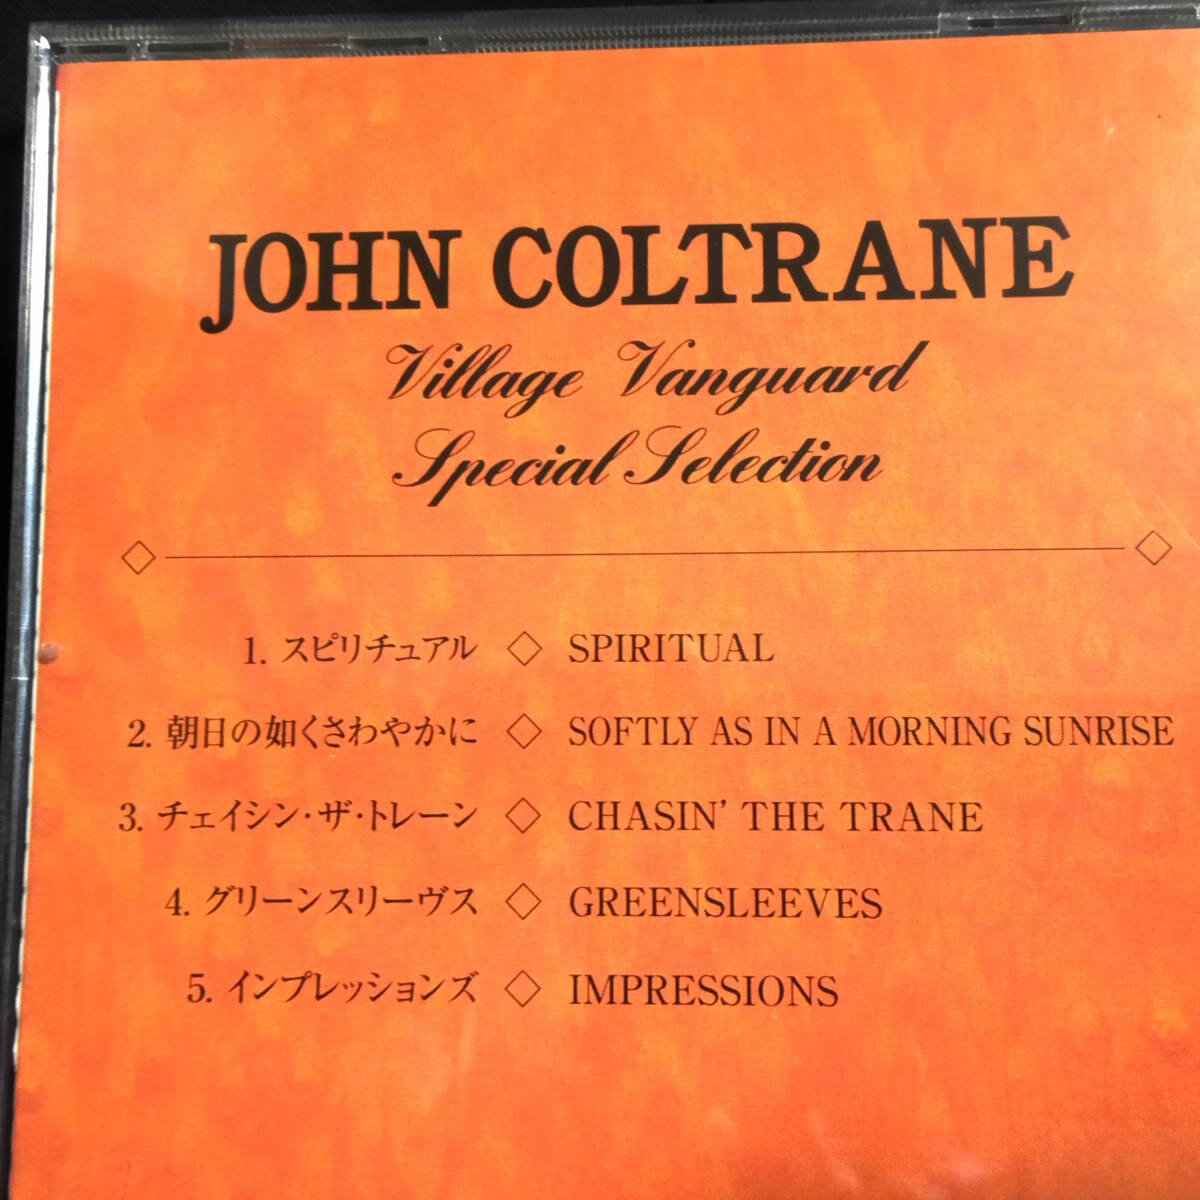 JOHN COLTRANE
Village Vanguard
Special Selection
1. スピリチュアル ◇ SPIRITUAL
2. 朝日の如くさわやかに ◇ SOFTLY AS IN A MORNING SUNRISE
3. チェイシン・ザ・トレーン ◇ CHASIN' THE TRANE
4. グリーンスリーヴス ◇ GREENSLEEVES
5. インプレッションズ ◇ IMPRESSIONS